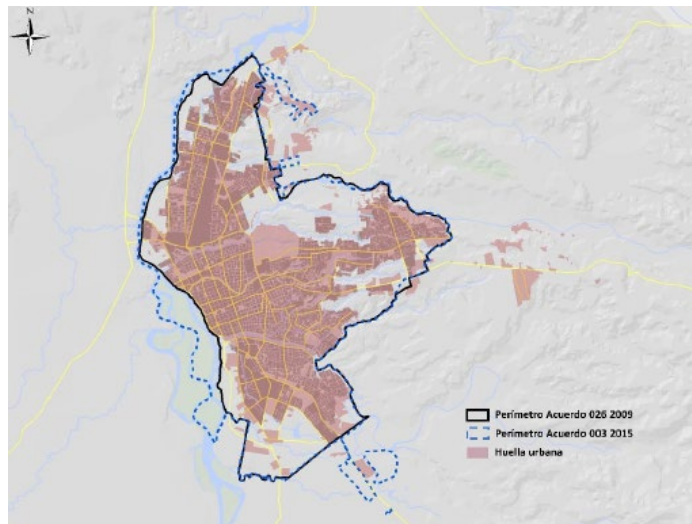 N
Perímetro Acuerdo 026 2009
Perímetro Acuerdo 003 2015
Huella urbana